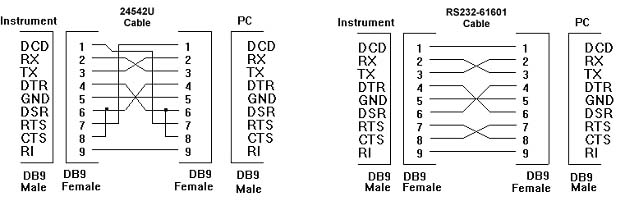 24542U
Cable
Instrument
PC
DCD 1 1 DCD
RX 2 2 RX
TX 3 3 TX
DTR 4 4 DTR
GND 5 5 GND
DSR 6 6 DSR
RTS 7 7 RTS
CTS 8 8 CTS
RI 9 9 RI
DB9 DB9 DB9 DB9
Male Female Female Male
RS232-61601
Cable
Instrument
PC
DCD 1 1 DCD
RX 2 2 RX
TX 3 3 TX
DTR 4 4 DTR
GND 5 5 GND
DSR 6 6 DSR
RTS 7 7 RTS
CTS 8 8 CTS
RI 9 9 RI
DB9 DB9 DB9 DB9
Male Female Female Male